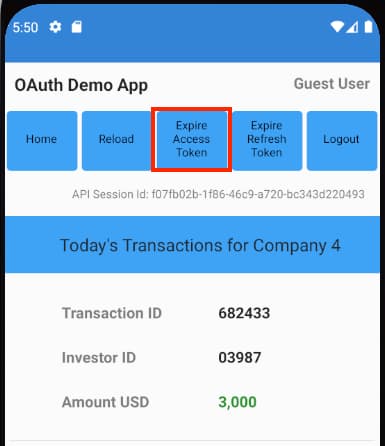 5:50
OAuth Demo App
Guest User
Home
Reload
Expire
Access
Token
Expire
Refresh
Token
Logout
API Session Id: f07fb02b-1f86-46c9-a720-bc343d220493
Today's Transactions for Company 4
Transaction ID 682433
Investor ID 03987
Amount USD 3,000